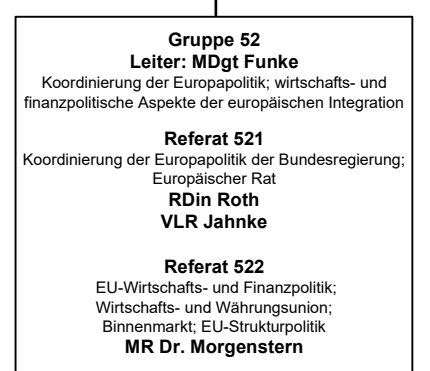 Gruppe 52
Leiter: MDgt Funke
Koordinierung der Europapolitik; wirtschafts- und
finanzpolitische Aspekte der europäischen Integration
Referat 521
Koordinierung der Europapolitik der Bundesregierung;
Europäischer Rat
RDin Roth
VLR Jahnke
Referat 522
EU-Wirtschafts- und Finanzpolitik;
Wirtschafts- und Währungsunion;
Binnenmarkt; EU-Strukturpolitik
MR Dr. Morgenstern